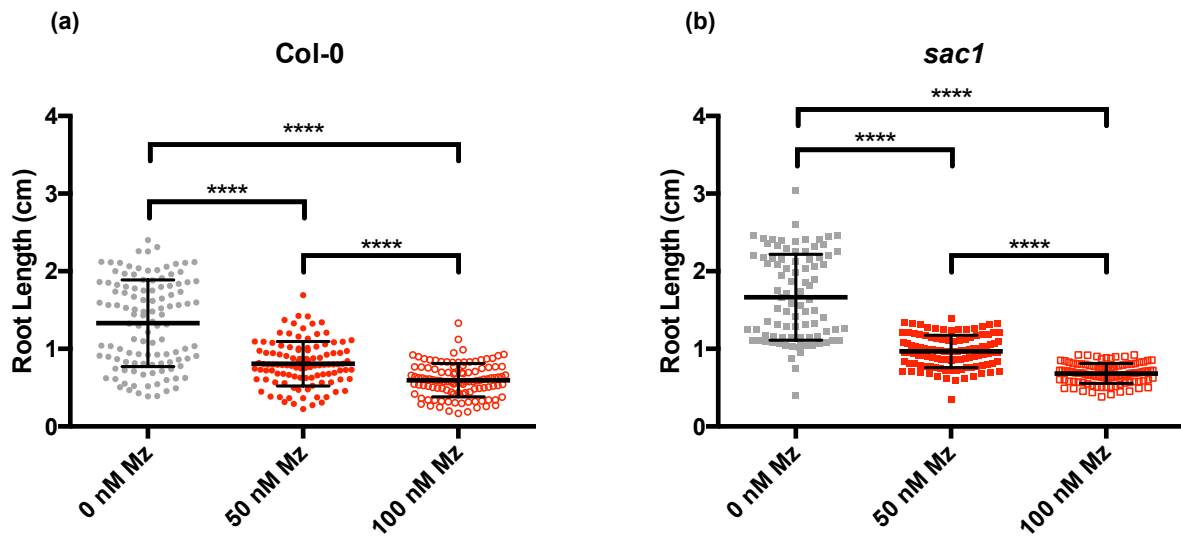 (a)
Col-0
Root Length (cm)
4
3
2
1
0
****
****
****
0 nM Mz
50 nM Mz
100 nM Mz
(b)
sac1
Root Length (cm)
4
3
2
1
0
****
****
****
0 nM Mz
50 nM Mz
100 nM Mz